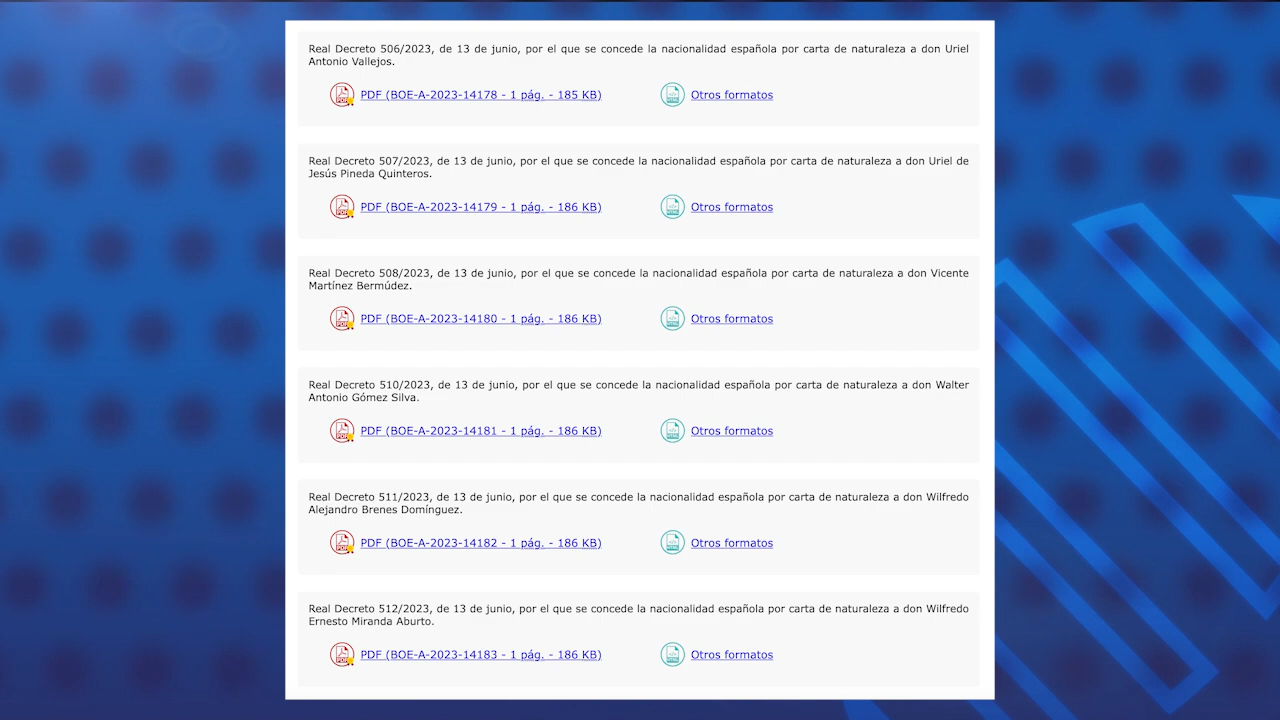 Real Decreto 506/2023, de 13 de junio, por el que se concede la nacionalidad española por carta de naturaleza a don Uriel
Antonio Vallejos.
PDF (BOE-A-2023-14178 - 1 pág. - 185 KB)
Otros formatos
Real Decreto 507/2023, de 13 de junio, por el que se concede la nacionalidad española por carta de naturaleza a don Uriel de
Jesús Pineda Quinteros.
PDF (BOE-A-2023-14179 - 1 pág. - 186 KB)
Otros formatos
Real Decreto 508/2023, de 13 de junio, por el que se concede la nacionalidad española por carta de naturaleza a don Vicente
Martínez Bermúdez.
PDF (BOE-A-2023-14180 - 1 pág. - 186 KB)
Otros formatos
Real Decreto 510/2023, de 13 de junio, por el que se concede la nacionalidad española por carta de naturaleza a don Walter
Antonio Gómez Silva.
PDF (BOE-A-2023-14181 - 1 pág. - 186 KB)
Otros formatos
Real Decreto 511/2023, de 13 de junio, por el que se concede la nacionalidad española por carta de naturaleza a don Wilfredo
Alejandro Brenes Domínguez.
PDF (BOE-A-2023-14182 - 1 pág. - 186 KB)
Otros formatos
Real Decreto 512/2023, de 13 de junio, por el que se concede la nacionalidad española por carta de naturaleza a don Wilfredo
Ernesto Miranda Aburto.
PDF (BOE-A-2023-14183 - 1 pág. - 186 KB)
Otros formatos